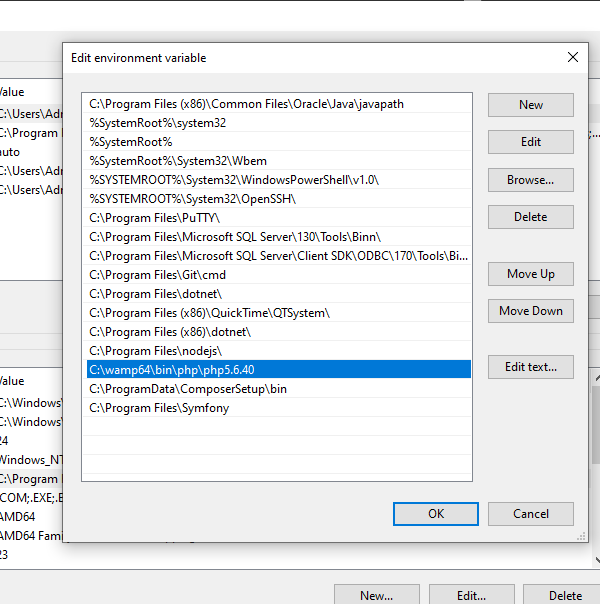 Edit environment variable
Value
C:\Users\Adr
C:\Program F
auto
C:\Users\Adr
C:\Users\Adr
C:\Program Files (x86)\Common Files\Oracle\Java\javapath
%SystemRoot%\system32
%SystemRoot%
%SystemRoot%\System32\Wbem
%SYSTEMROOT%\System32\WindowsPowerShell\v1.0\
%SYSTEMROOT%\System32\OpenSSH\
C:\Program Files\PuTTY\
C:\Program Files\Microsoft SQL Server\130\Tools\Binn\
C:\Program Files\Microsoft SQL Server\Client SDK\ODBC\170\Tools\Bi...
C:\Program Files\Git\cmd
C:\Program Files\dotnet\
C:\Program Files (x86)\QuickTime\QTSystem\
C:\Program Files (x86)\dotnet\
C:\Program Files\nodejs\
C:\wamp64\bin\php\php5.6.40
C:\ProgramData\ComposerSetup\bin
C:\Program Files\Symfony
New
Edit
Browse...
Delete
Move Up
Move Down
Edit text...
OK
Cancel
;...
Value
C:\Windows\
C:\Windows\
24
Windows_NT
C:\Program F
.COM;.EXE;.B
AMD64
AMD64 Famil
23
New...
Edit...
Delete